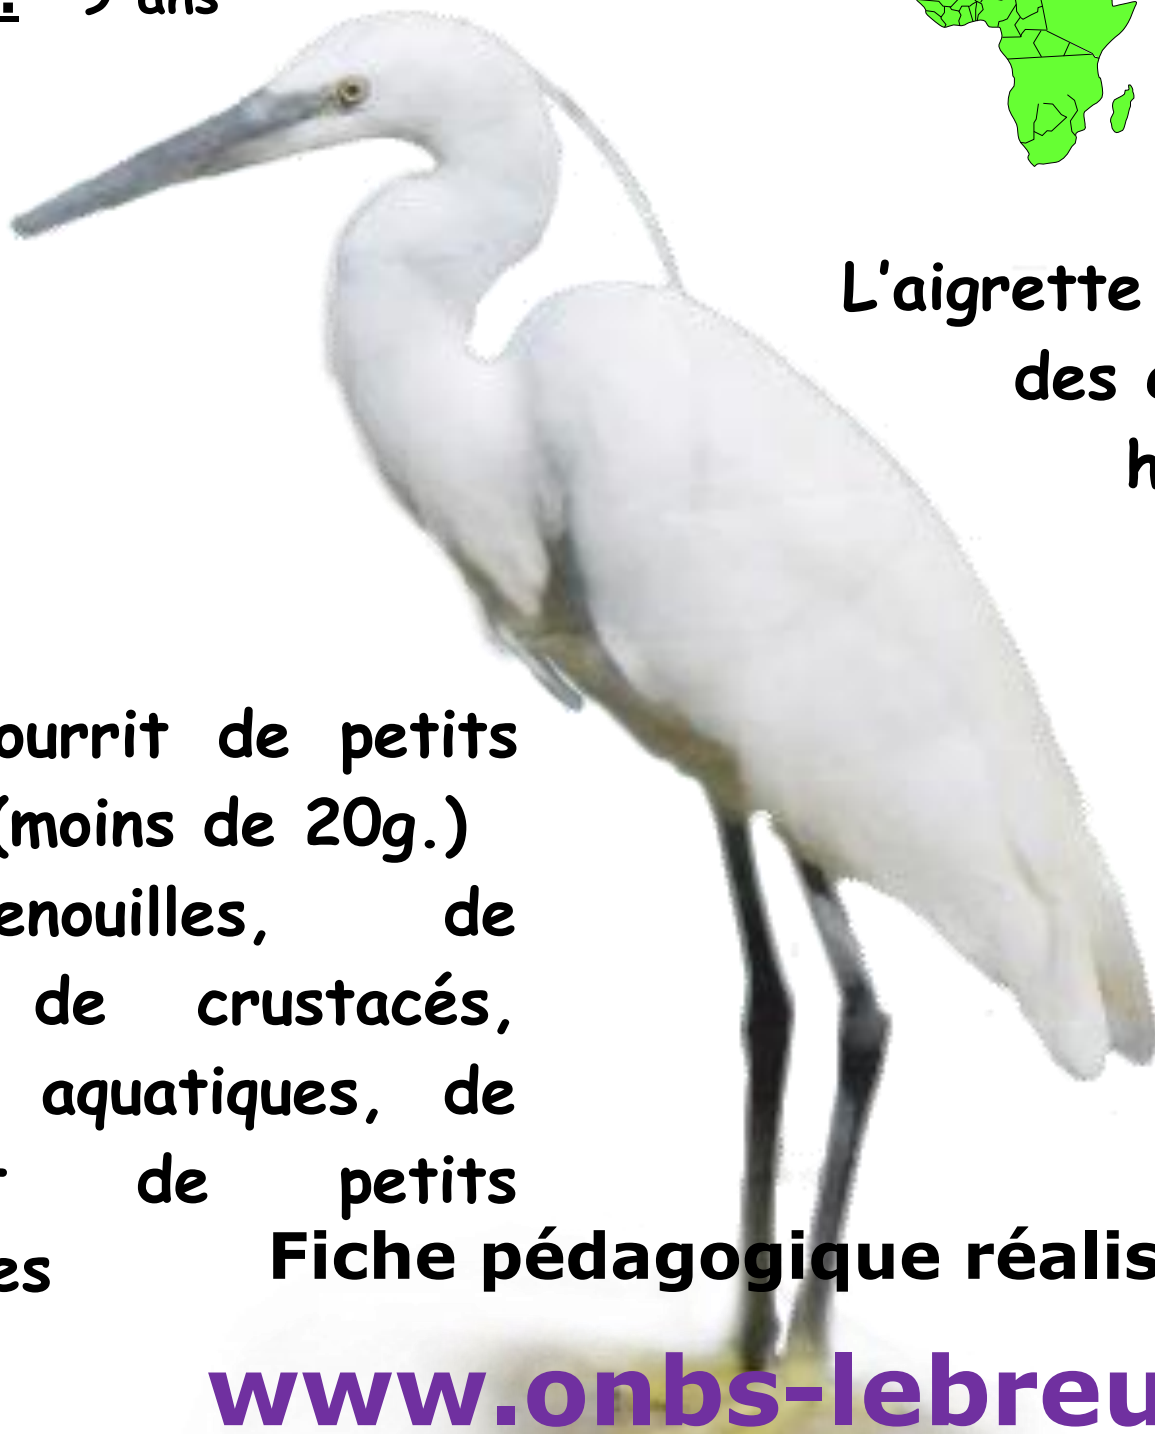 9 ans
L'aigrette
des
ourrit de petits
(moins de 20g.)
enouilles, de
de crustacés,
aquatiques, de
de petits
es
Fiche pédagogique réalis
www.onbs-lebreu